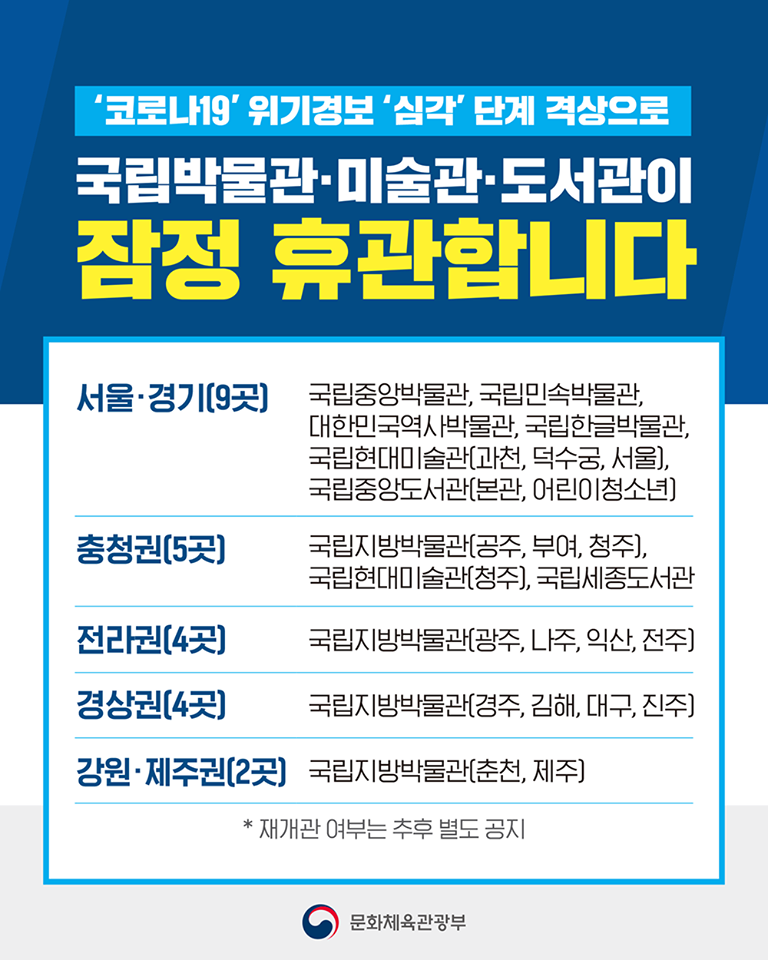 ‘코로나19’ 위기경보 ‘심각’ 단계 격상으로
국립박물관·미술관·도서관이
잠정 휴관합니다
서울·경기(9곳)
국립중앙박물관, 국립민속박물관,
대한민국역사박물관, 국립한글박물관,
국립현대미술관(과천, 덕수궁, 서울),
국립중앙도서관(본관, 어린이청소년)
충청권(5곳)
국립지방박물관(공주, 부여, 청주),
국립현대미술관(청주), 국립세종도서관
전라권(4곳)
국립지방박물관(광주, 나주, 익산, 전주)
경상권(4곳)
국립지방박물관(경주, 김해, 대구, 진주)
강원·제주권(2곳)
국립지방박물관(춘천, 제주)
* 재개관 여부는 추후 별도 공지
문화체육관광부